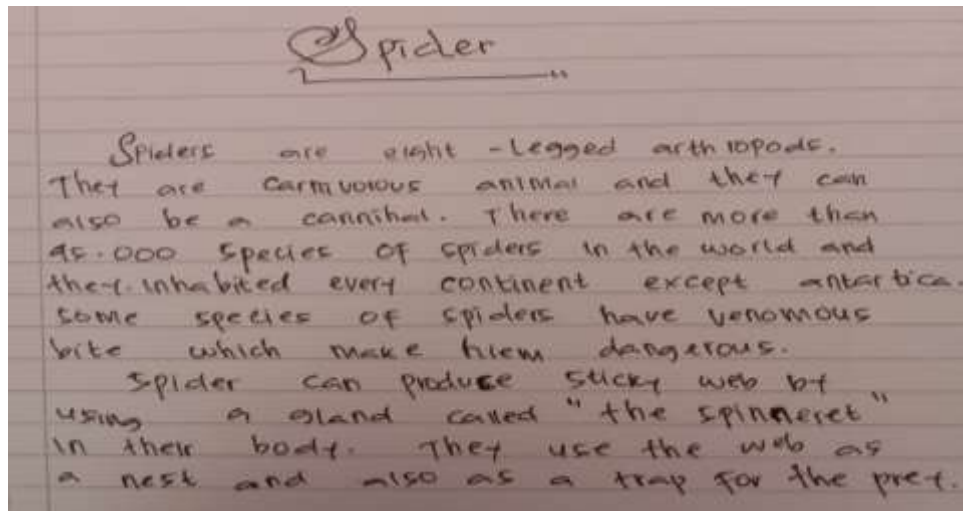 Spider
Spiders are eight - Legged arthropods.
They are carnivorous animal and they can
also be a cannibal. There are more than
45.000 species of spiders in the world and
they inhabited every continent except antartica.
some species of spiders have venomous
bite which make them dangerous.
Spider can produce sticky web by
using a gland called "the spinneret"
in their body. They use the web as
a nest and also as a trap for the prey.